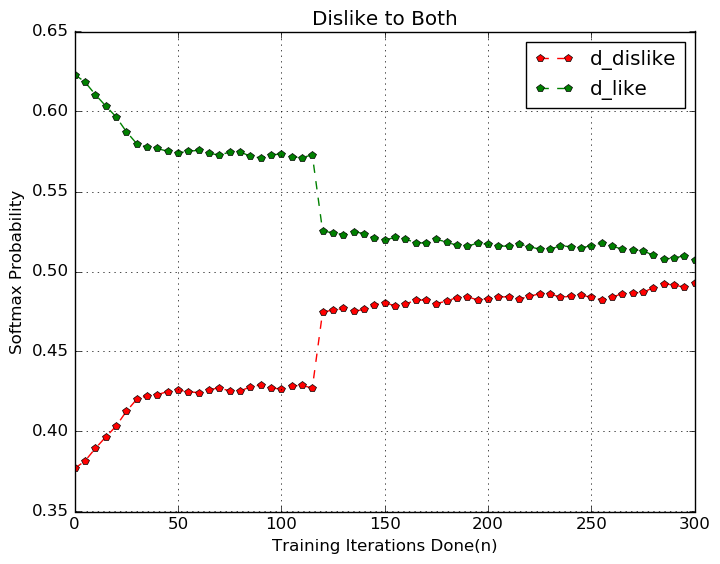 Dislike to Both
0.65
0.60
0.55
0.50
0.45
0.40
0.35
Softmax Probability
d_dislike
d_like
0 50 100 150 200 250 300
Training Iterations Done(n)